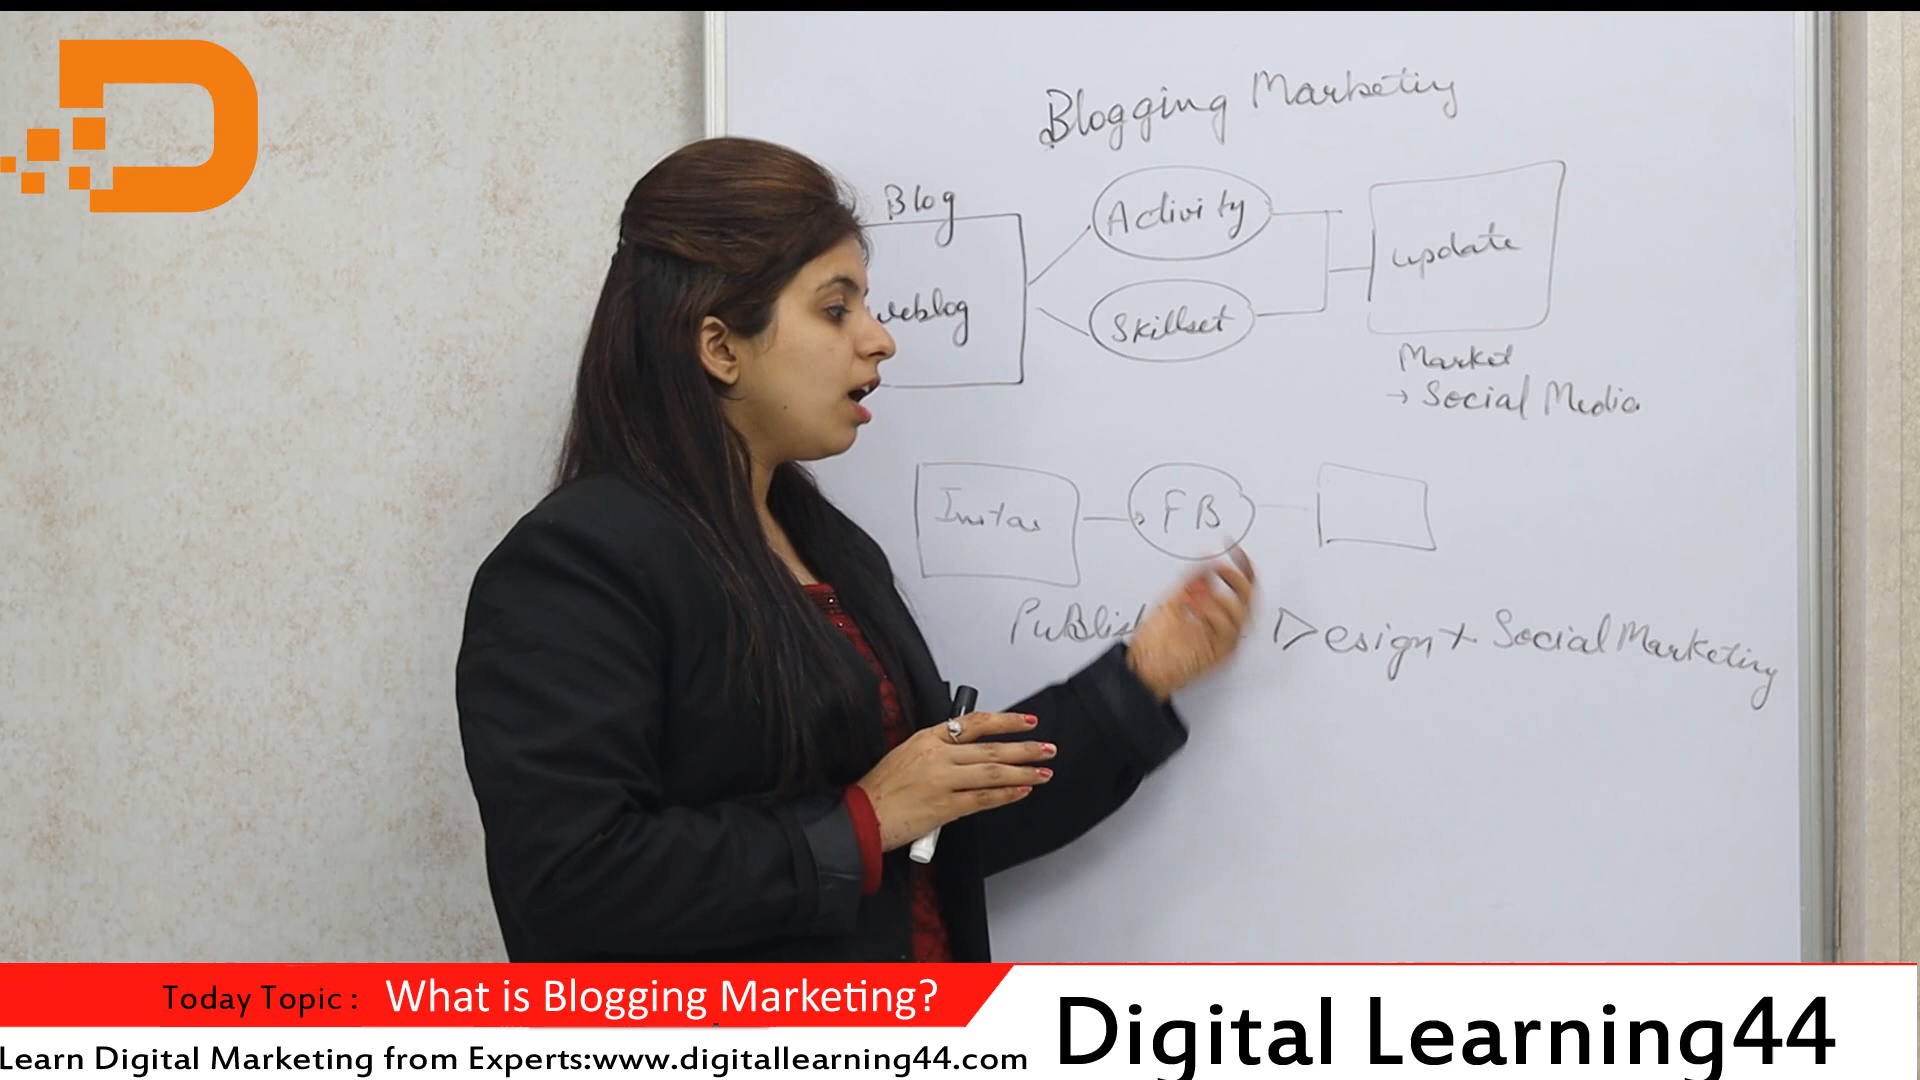 Blogging Marketing
Blog
Activity
update
weblog
Skillset
Market
→ Social Media
Instas
FB
Publish
Design + Social Marketing
Today Topic : What is Blogging Marketing?
Learn Digital Marketing from Experts:www.digitallearning44.com
Digital Learning44